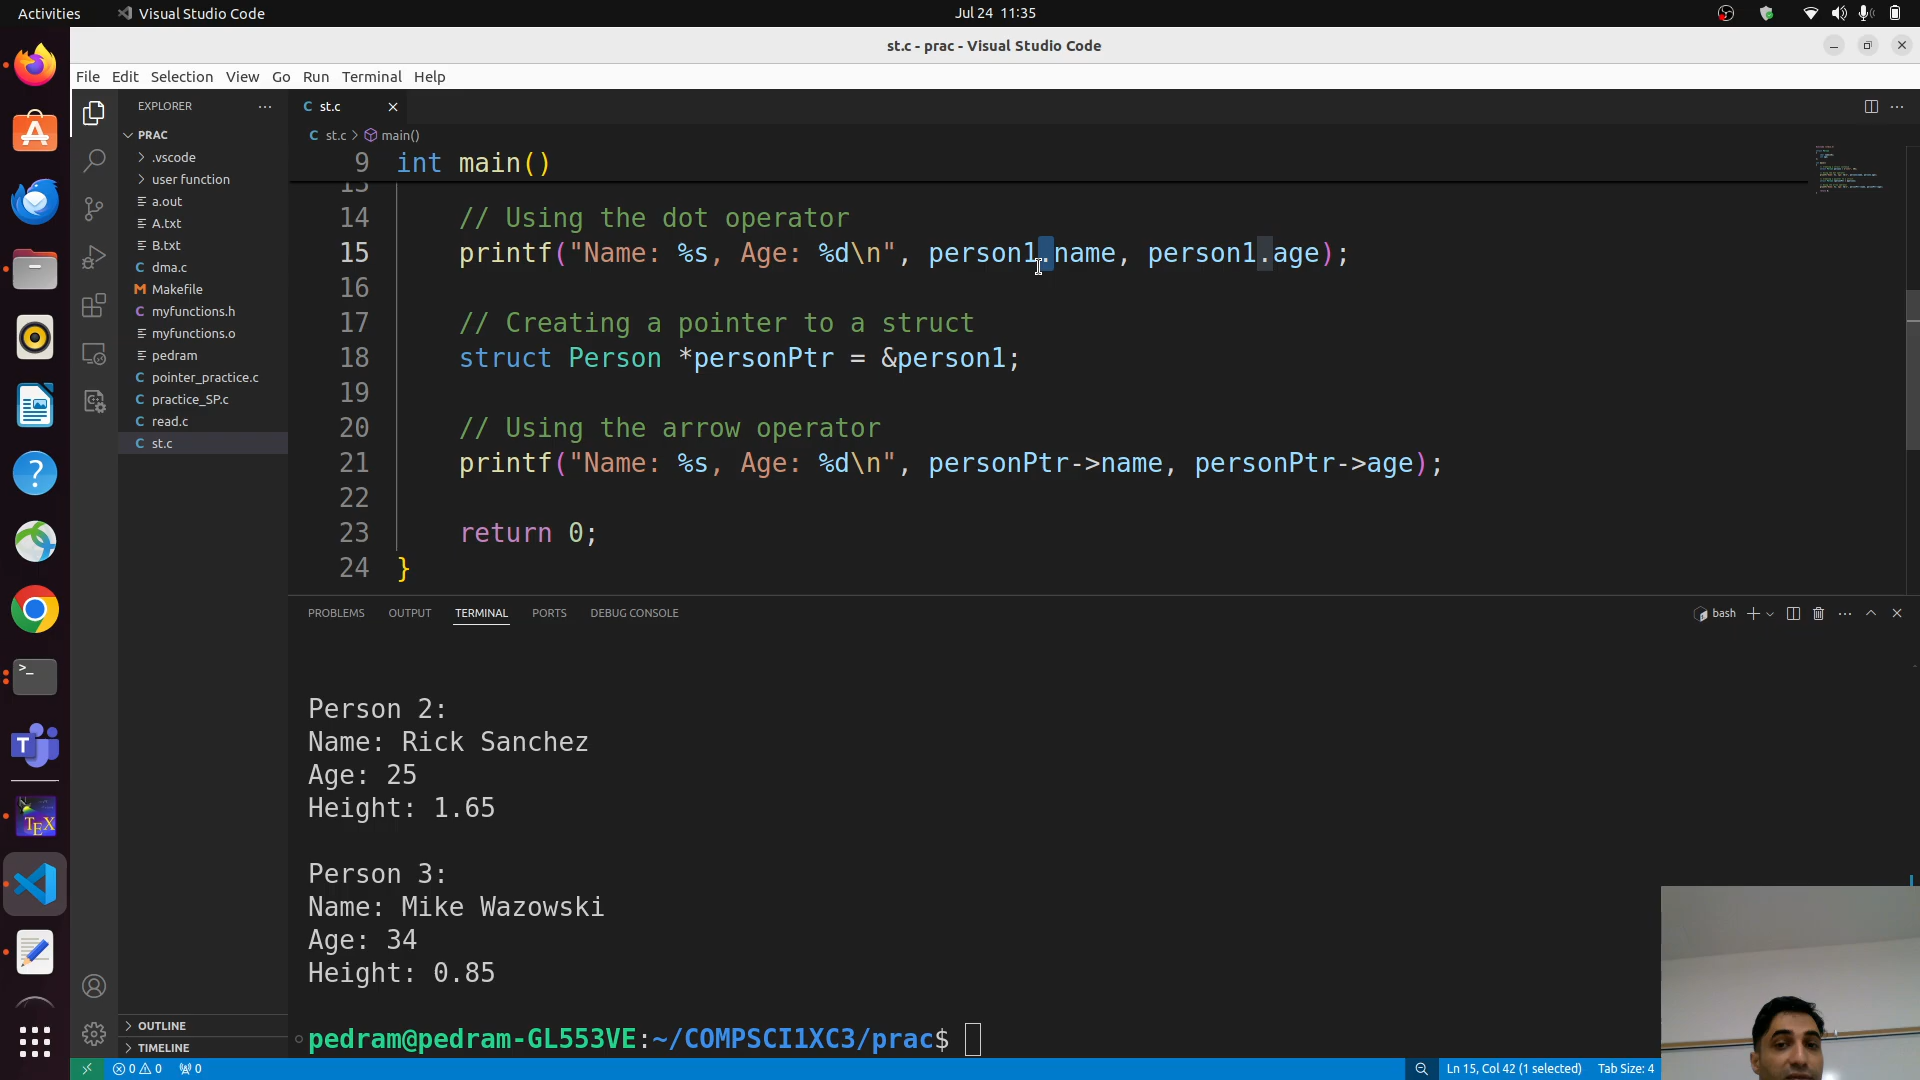 Activities
Visual Studio Code
Jul 24 11:35
st.c - prac - Visual Studio Code
File Edit Selection View Go Run Terminal Help
EXPLORER
PRAC
.vscode
user function
a.out
A.txt
B.txt
dma.c
Makefile
myfunctions.h
myfunctions.o
pedram
pointer_practice.c
practice_SP.c
read.c
st.c
OUTLINE
TIMELINE
st.c
st.c > main()
9 int main()
13
14 // Using the dot operator
15 printf("Name: %s, Age: %d\n", person1.name, person1.age);
16
17 // Creating a pointer to a struct
18 struct Person *personPtr = &person1;
19
20 // Using the arrow operator
21 printf("Name: %s, Age: %d\n", personPtr->name, personPtr->age);
22
23 return 0;
24 }
PROBLEMS OUTPUT TERMINAL PORTS DEBUG CONSOLE
bash
Person 2:
Name: Rick Sanchez
Age: 25
Height: 1.65
Person 3:
Name: Mike Wazowski
Age: 34
Height: 0.85
pedram@pedram-GL553VE:~/COMPSCI1XC3/prac$
0 0 0
Ln 15, Col 42 (1 selected) Tab Size: 4